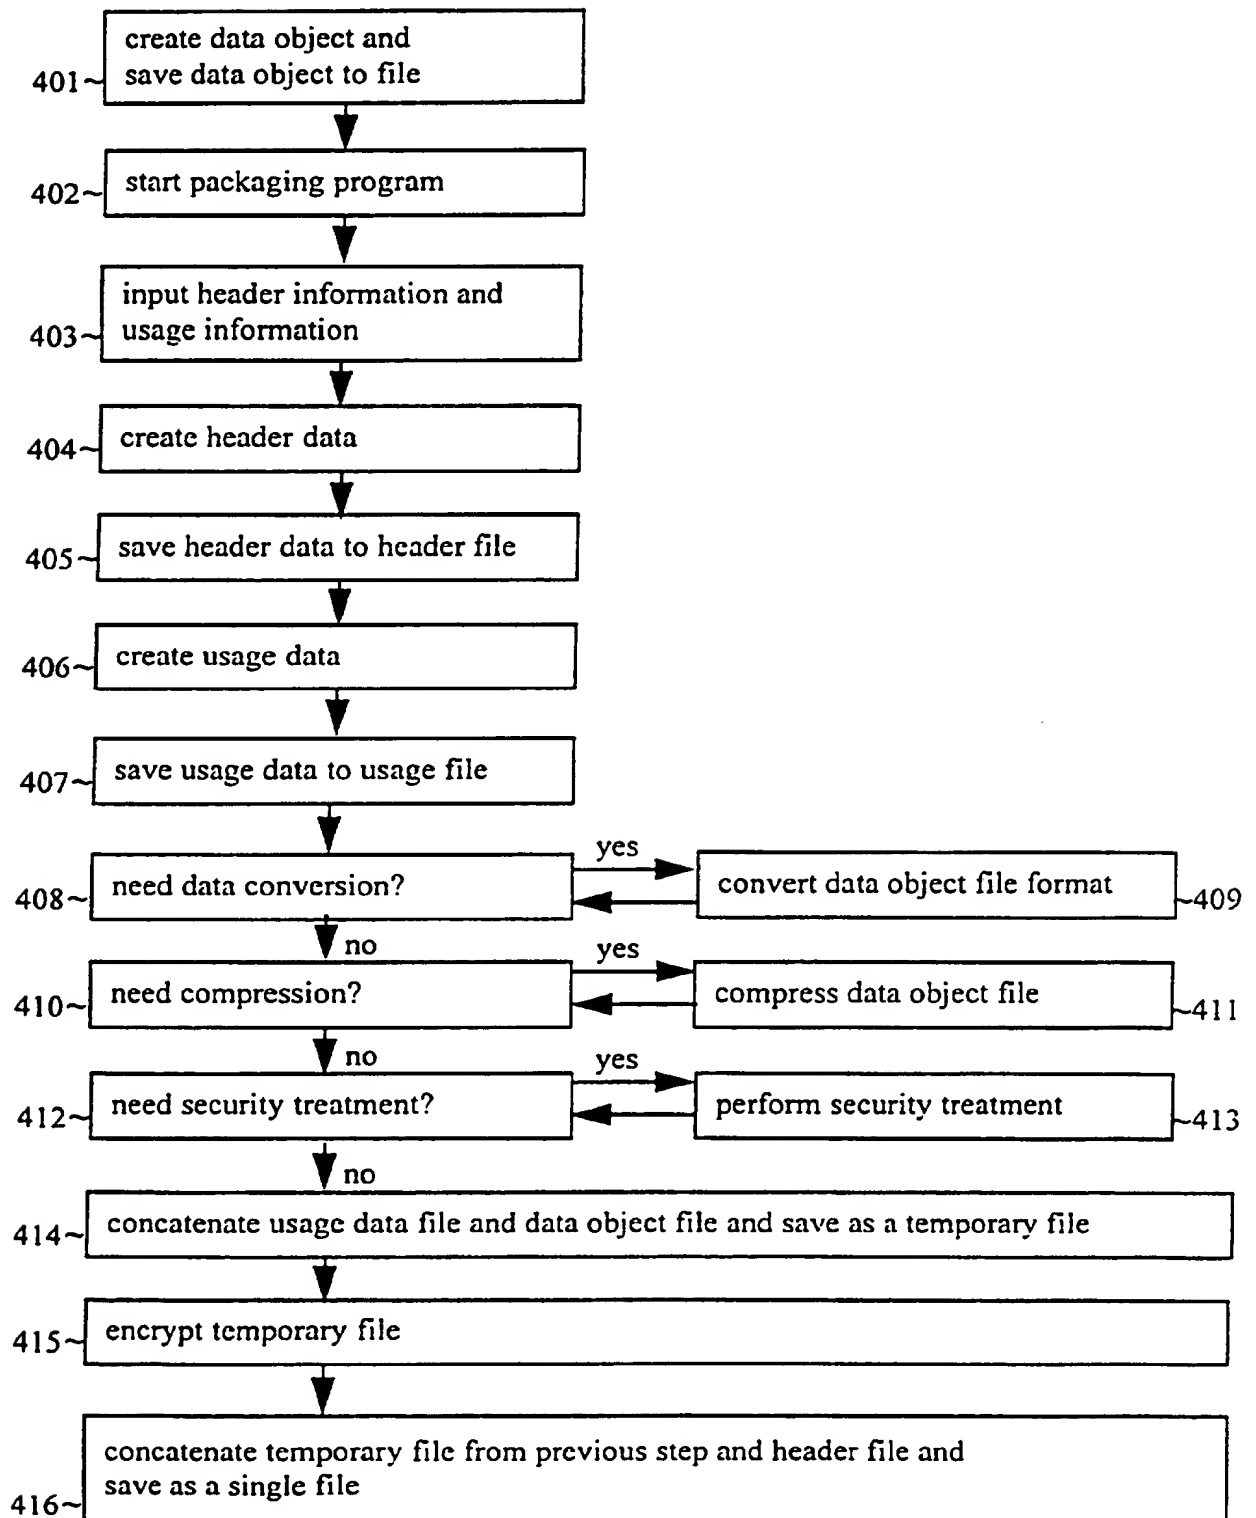 create data object and
save data object to file
401~
start packaging program
402~
input header information and
usage information
403~
create header data
404~
save header data to header file
405~
create usage data
406~
save usage data to usage file
407~
yes
need data conversion?
convert data object file format
408~
~409
no
yes
need compression?
compress data object file
410~
~411
no
yes
need security treatment?
perform security treatment
412~
~413
no
concatenate usage data file and data object file and save as a temporary file
414~
encrypt temporary file
415~
concatenate temporary file from previous step and header file and
save as a single file
416~